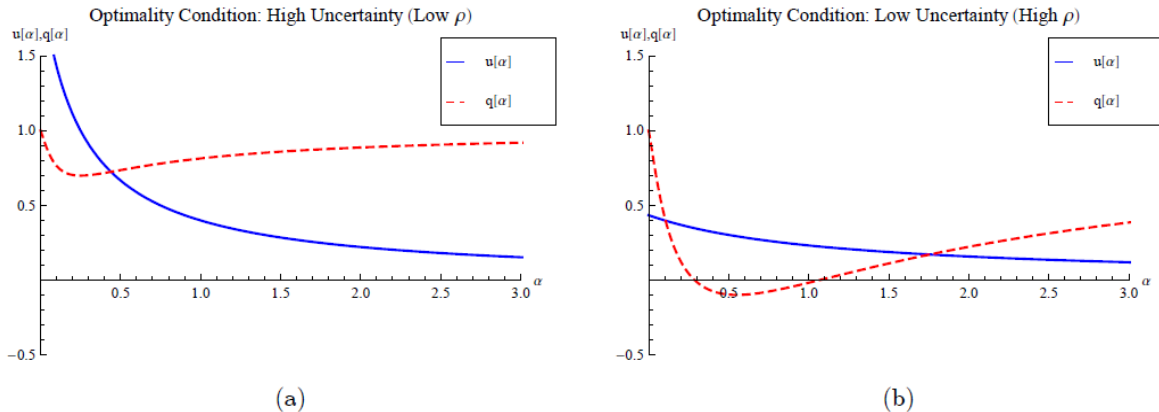 Optimality Condition: High Uncertainty (Low ρ)
u[α],q[α]
1.5
1.0
0.5
-0.5
0.5
1.0
1.5
2.0
2.5
3.0
α
u[α]
q[α]
(a)
Optimality Condition: Low Uncertainty (High ρ)
u[α],q[α]
1.5
1.0
0.5
-0.5
0.5
1.0
1.5
2.0
2.5
3.0
α
u[α]
q[α]
(b)